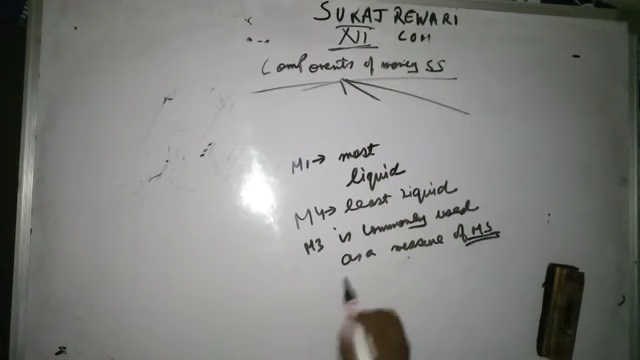 SURAJ REWARI
XII COM
Components of money SS
M1→ most
liquid
M4→ least liquid
M3 is commonly used
as a measure of MS